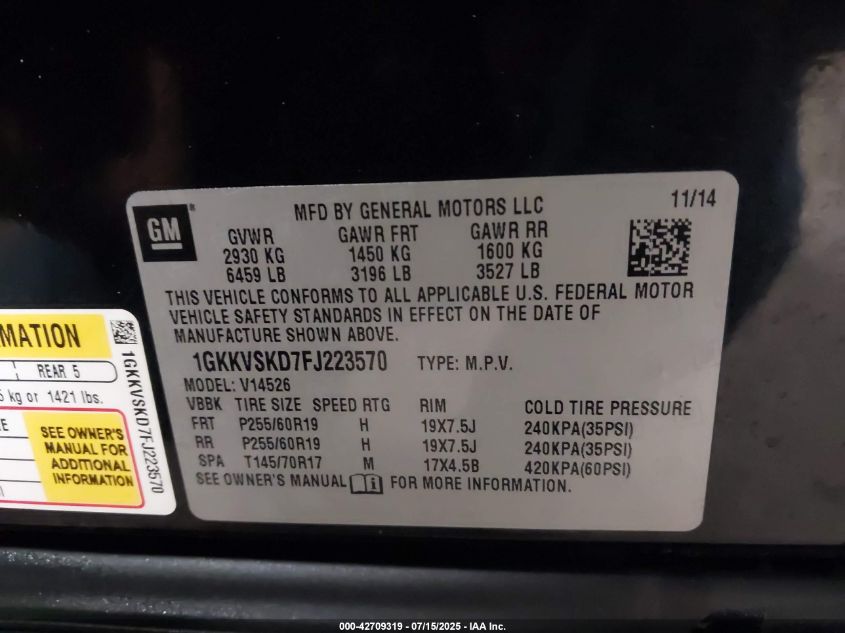 GM
MFD BY GENERAL MOTORS LLC
11/14
GVWR GAWR FRT GAWR RR
2930 KG 1450 KG 1600 KG
6459 LB 3196 LB 3527 LB
THIS VEHICLE CONFORMS TO ALL APPLICABLE U.S. FEDERAL MOTOR
VEHICLE SAFETY STANDARDS IN EFFECT ON THE DATE OF
MANUFACTURE SHOWN ABOVE.
1GKKVSKD7FJ223570 TYPE: M.P.V.
MODEL: V14526
VBBK TIRE SIZE SPEED RTG RIM COLD TIRE PRESSURE
FRT P255/60R19 H 19X7.5J 240KPA(35PSI)
RR P255/60R19 H 19X7.5J 240KPA(35PSI)
SPA T145/70R17 M 17X4.5B 420KPA(60PSI)
SEE OWNER'S MANUAL FOR MORE INFORMATION.
MATION
REAR 5
kg or 1421 lbs.
SEE OWNER'S
MANUAL FOR
ADDITIONAL
INFORMATION
1GKKVSKD7FJ223570
000-42709319 - 07/15/2025 - IAA Inc.